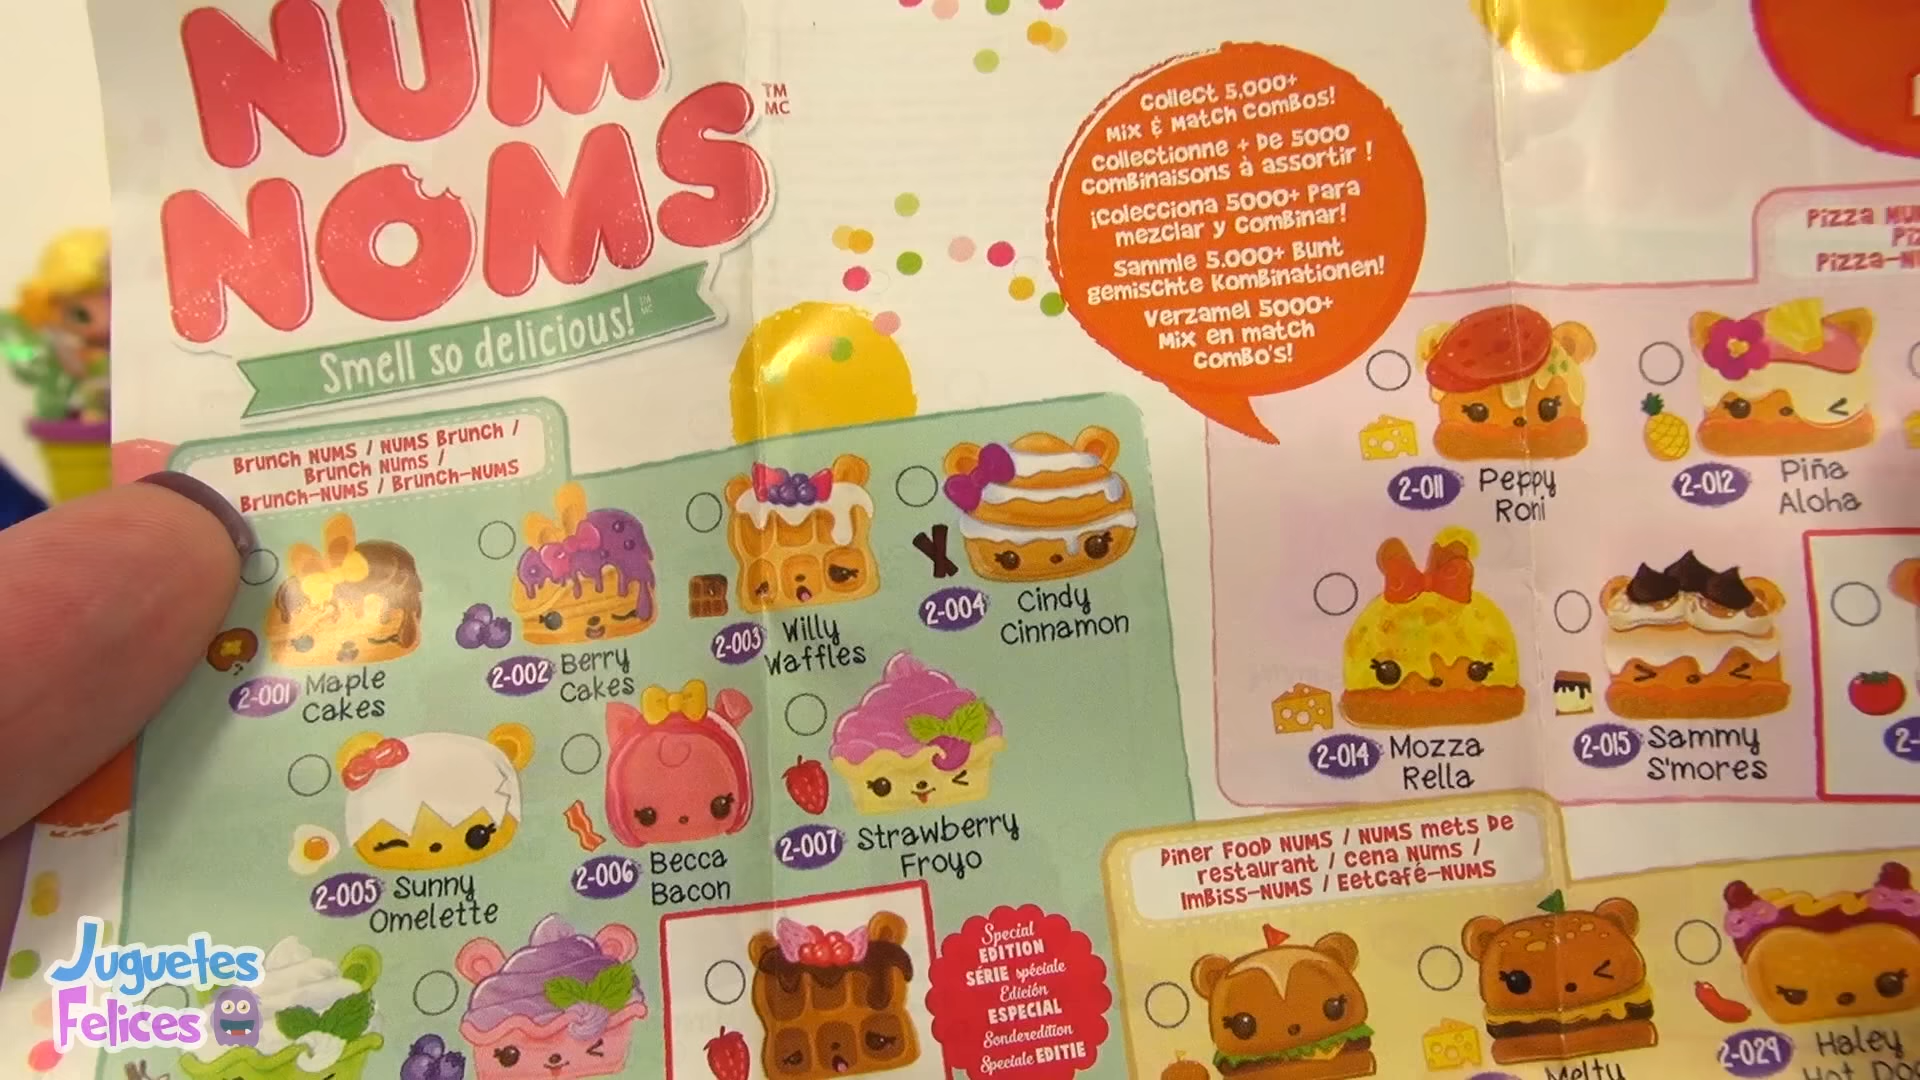 NUM
NOMS
TM
MC
Smell so delicious!
Collect 5,000+
Mix & Match Combos!
Collectionne + de 5000
combinaisons à assortir !
¡Colecciona 5000+ para
mezclar y combinar!
Sammle 5.000+ bunt
gemischte Kombinationen!
Verzamel 5000+
mix en match
combo's!
Brunch NUMS / NUMS Brunch /
Brunch Nums /
Brunch-NUMS / Brunch-NUMS
2-001 Maple
Cakes
2-002 Berry
Cakes
2-003 Willy
Waffles
2-004 Cindy
Cinnamon
2-005 Sunny
Omelette
2-006 Becca
Bacon
2-007 Strawberry
Froyo
Special
EDITION
SÉRIE spéciale
Edición
ESPECIAL
Sonderedition
Speciale EDITIE
Pizza
Pizza-
2-011 Peppy
Roni
2-012 Piña
Aloha
2-014 Mozza
Rella
2-015 Sammy
S'mores
Diner Food NUMS / NUMS mets de
restaurant / cena Nums /
Imbiss-NUMS / Eetcafé-NUMS
Melty
2-029 Haley
Hot
Juguetes
Felices